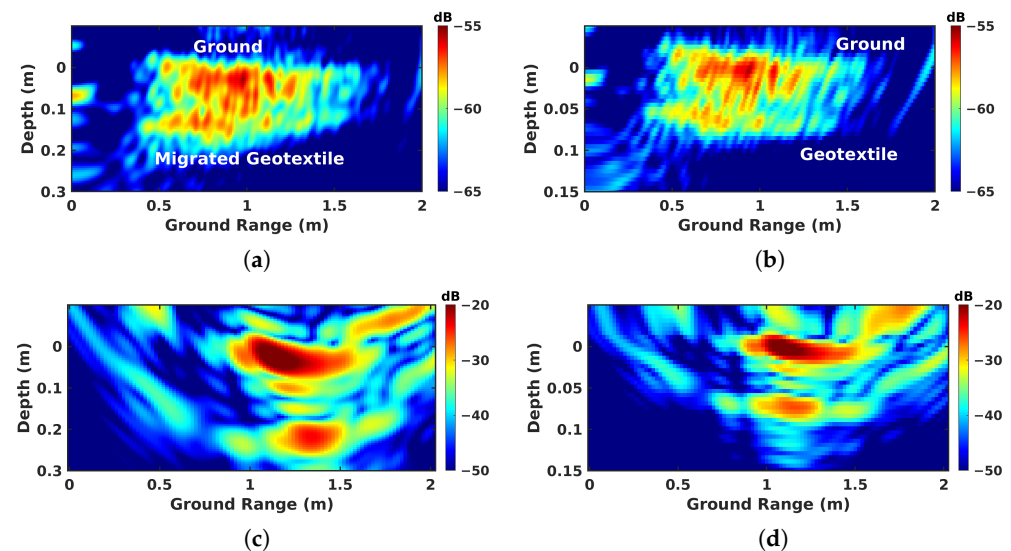 dB
−55
−60
−65
0
0.1
0.2
0.3
Depth (m)
Ground
Migrated Geotextile
0 0.5 1 1.5 2
Ground Range (m)
(a)
dB
−55
−60
−65
0
0.05
0.1
0.15
Depth (m)
Ground
Geotextile
0 0.5 1 1.5 2
Ground Range (m)
(b)
dB
−20
−30
−40
−50
0
0.1
0.2
0.3
Depth (m)
0 0.5 1 1.5 2
Ground Range (m)
(c)
dB
−20
−30
−40
−50
0
0.05
0.1
0.15
Depth (m)
0 0.5 1 1.5 2
Ground Range (m)
(d)